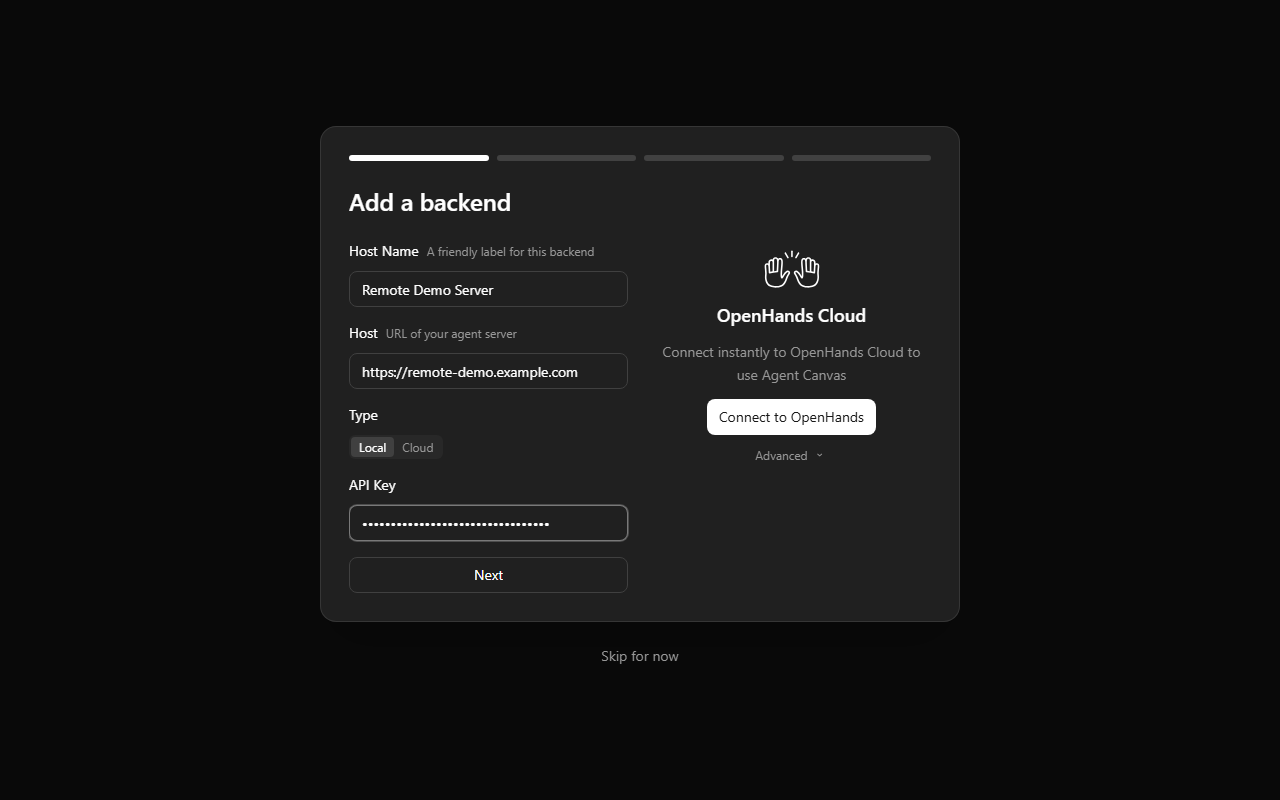 Add a backend
Host Name A friendly label for this backend
Remote Demo Server
Host URL of your agent server
https://remote-demo.example.com
Type
Local Cloud
API Key
•••••••••••••••••••••••••••••••••
Next
OpenHands Cloud
Connect instantly to OpenHands Cloud to
use Agent Canvas
Connect to OpenHands
Advanced
Skip for now